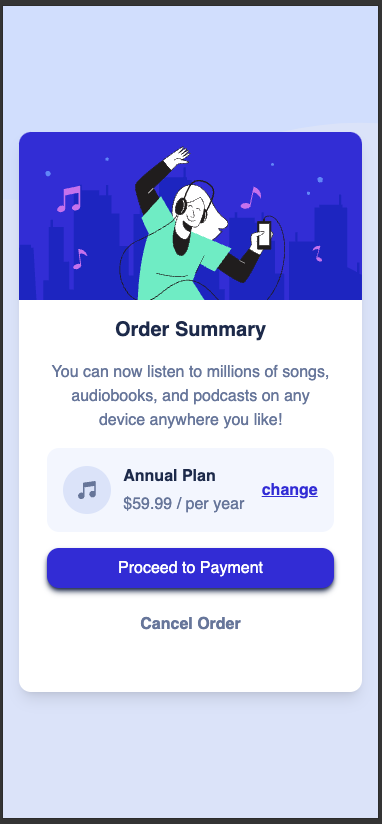 Order Summary
You can now listen to millions of songs,
audiobooks, and podcasts on any
device anywhere you like!
Annual Plan
$59.99 / per year
change
Proceed to Payment
Cancel Order